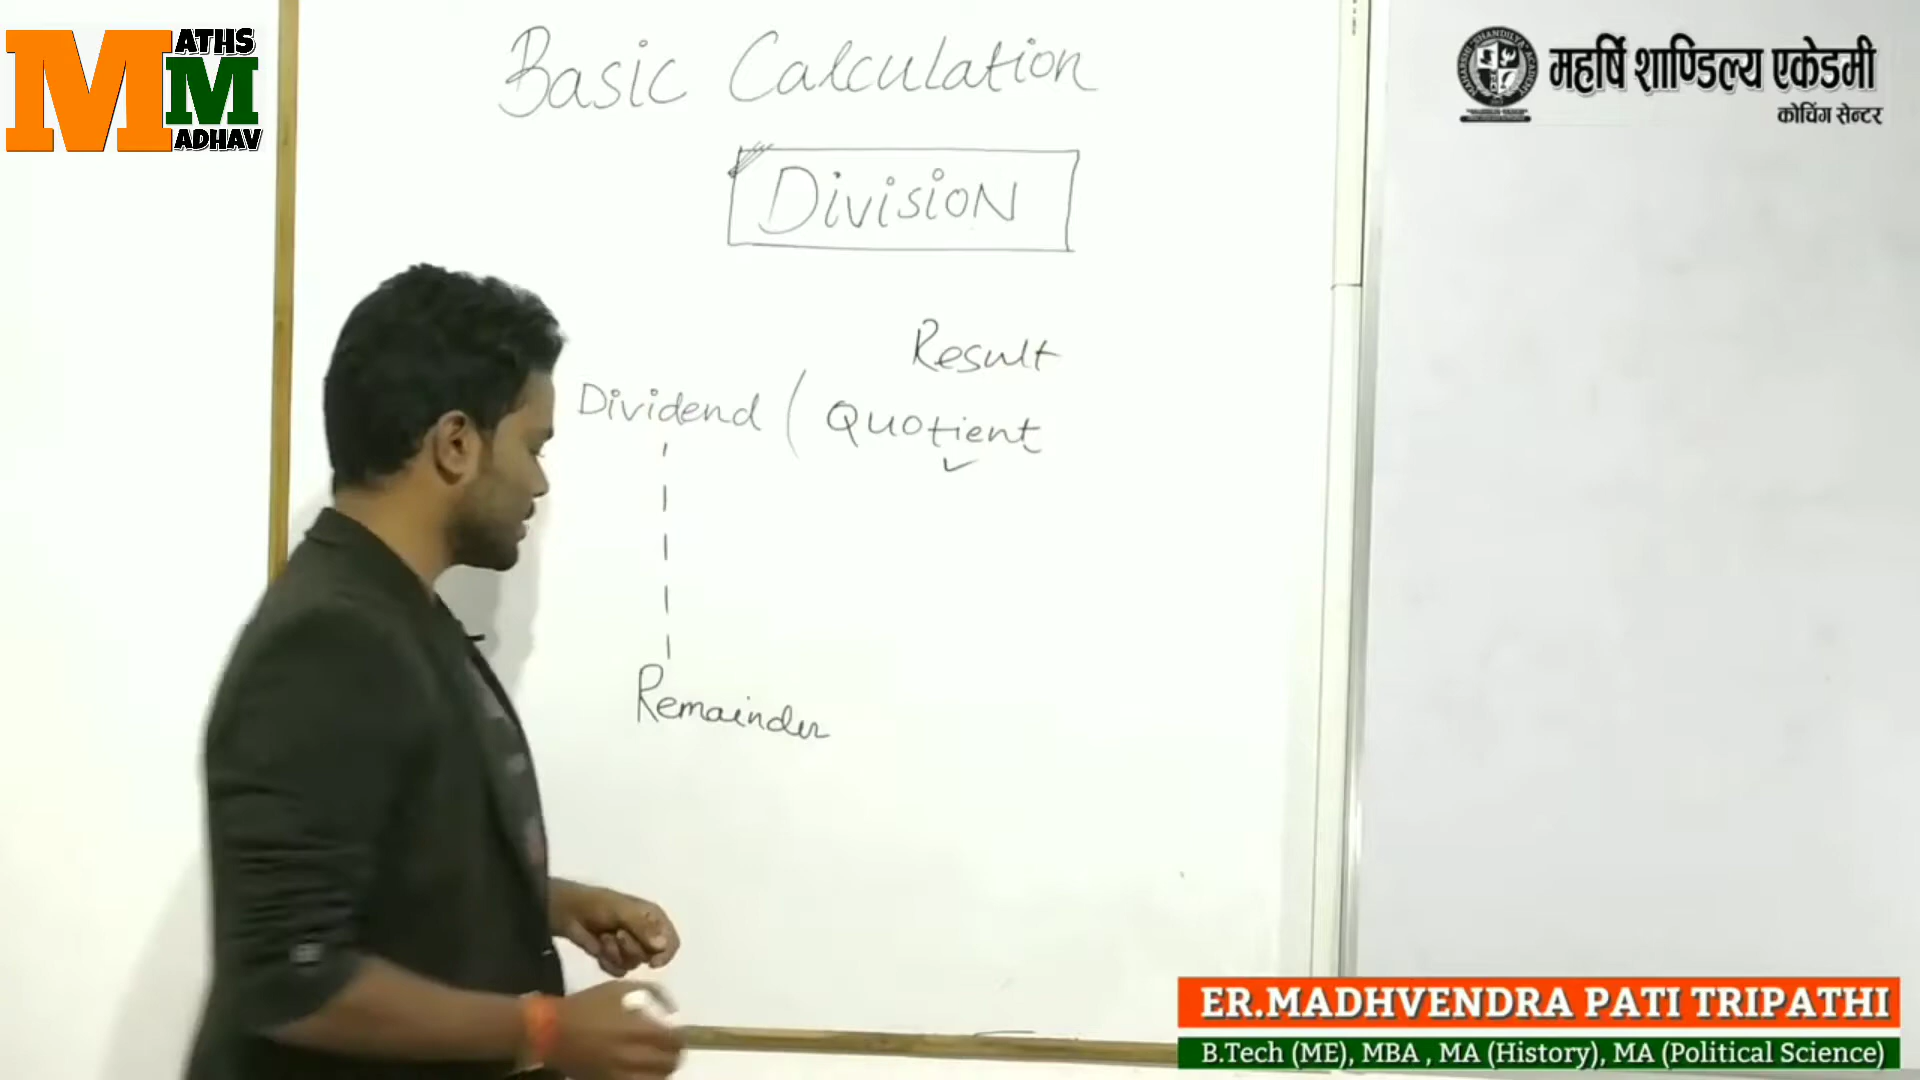 MATHS
MADHAV
महर्षि शाण्डिल्य एकेडमी
कोचिंग सेन्टर
Basic Calculation
Division
Result
Dividend ( Quotient
Remainder
ER.MADHVENDRA PATI TRIPATHI
B.Tech (ME), MBA , MA (History), MA (Political Science)